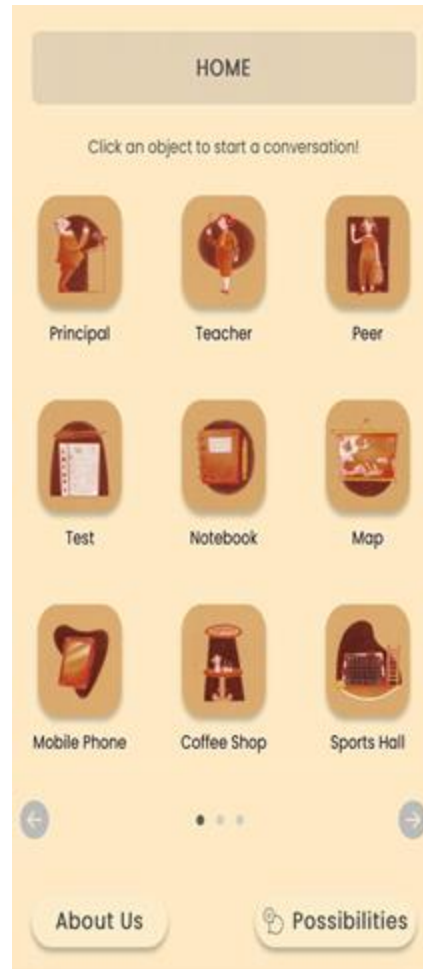 HOME
Click an object to start a conversation!
Principal Teacher Peer
Test Notebook Map
Mobile Phone Coffee Shop Sports Hall
About Us Possibilities